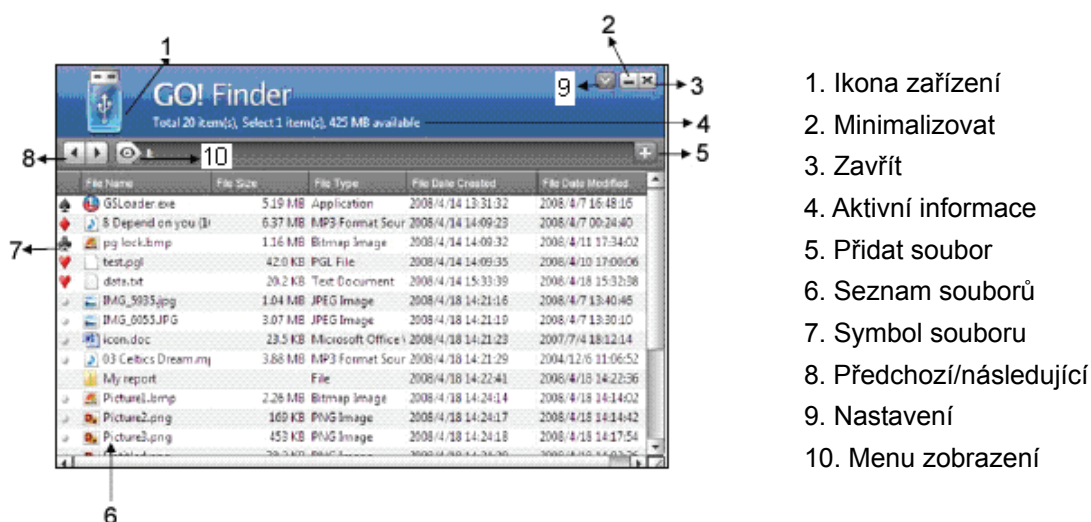 1
2
9
3
GO! Finder
Total 20 item(s), Select 1 item(s), 425 MB available
4
8
10
5
File Name File Size File Type File Date Created File Date Modified
GSLoader.exe 5.19 MB Application 2008/4/14 13:31:32 2008/4/7 16:48:16
8 Depend on you 6.37 MB MP3 Format Sour 2008/4/14 14:09:23 2008/4/7 00:24:40
7
pg lock.bmp 1.16 MB Bitmap Image 2008/4/14 14:09:32 2008/4/11 17:34:02
test.pgl 42.0 KB PGL File 2008/4/14 14:09:35 2008/4/10 17:00:06
data.txt 20.2 KB Text Document 2008/4/14 15:33:39 2008/4/18 15:32:38
IMG_5935.jpg 1.04 MB JPEG Image 2008/4/18 14:21:16 2008/4/7 13:40:46
IMG_6055.JPG 3.07 MB JPEG Image 2008/4/18 14:21:19 2008/4/7 13:30:10
icon.doc 23.5 KB Microsoft Office 2008/4/18 14:21:23 2007/7/4 18:12:14
03 Celtics Dream.mp 3.88 MB MP3 Format Sour 2008/4/18 14:21:29 2004/12/6 11:06:52
My report File 2008/4/18 14:22:41 2008/4/18 14:22:36
Picture1.bmp 2.26 MB Bitmap Image 2008/4/18 14:24:14 2008/4/18 14:14:02
Picture2.png 169 KB PNG Image 2008/4/18 14:24:17 2008/4/18 14:14:42
Picture3.png 453 KB PNG Image 2008/4/18 14:24:18 2008/4/18 14:17:54
6
1. Ikona zařízení
2. Minimalizovat
3. Zavřít
4. Aktivní informace
5. Přidat soubor
6. Seznam souborů
7. Symbol souboru
8. Předchozí/následující
9. Nastavení
10. Menu zobrazení